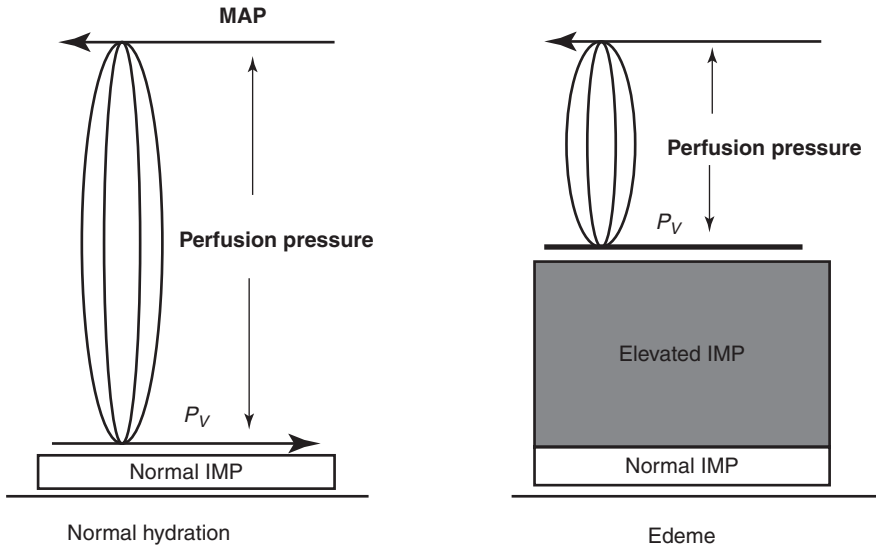 MAP
Perfusion pressure
P_V
Normal IMP
Normal hydration
Perfusion pressure
P_V
Elevated IMP
Normal IMP
Edeme